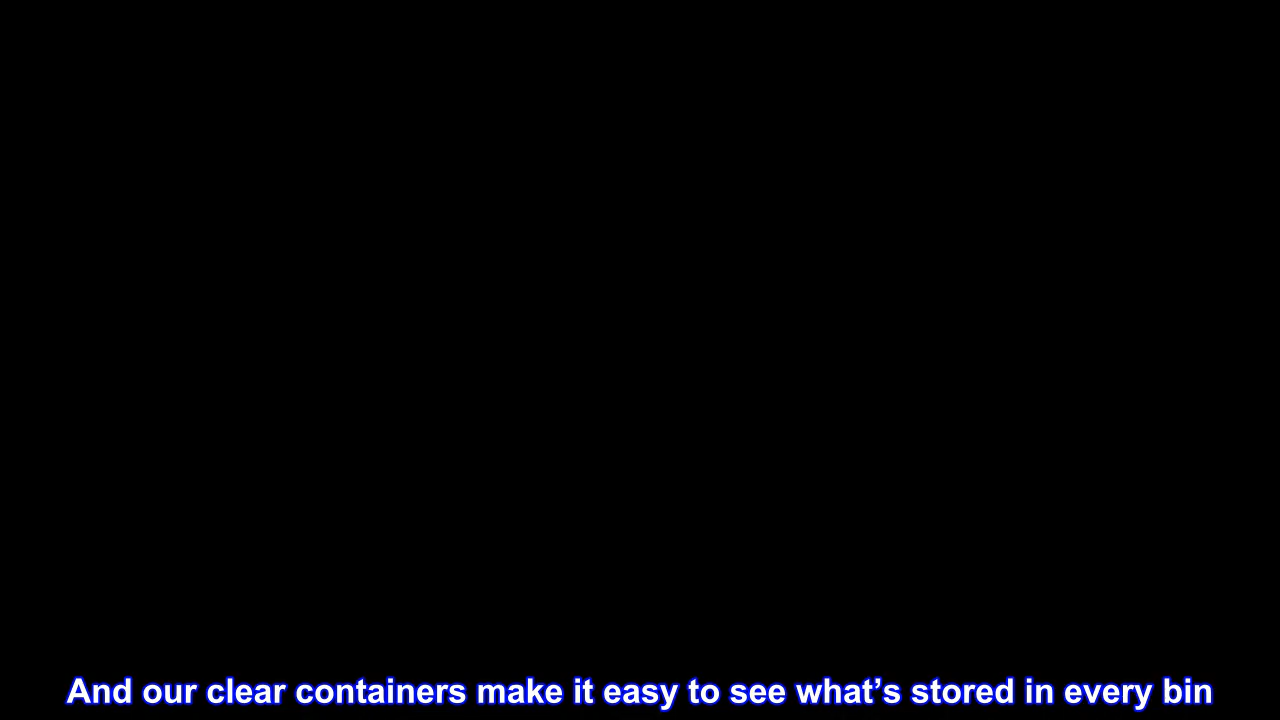 And our clear containers make it easy to see what’s stored in every bin